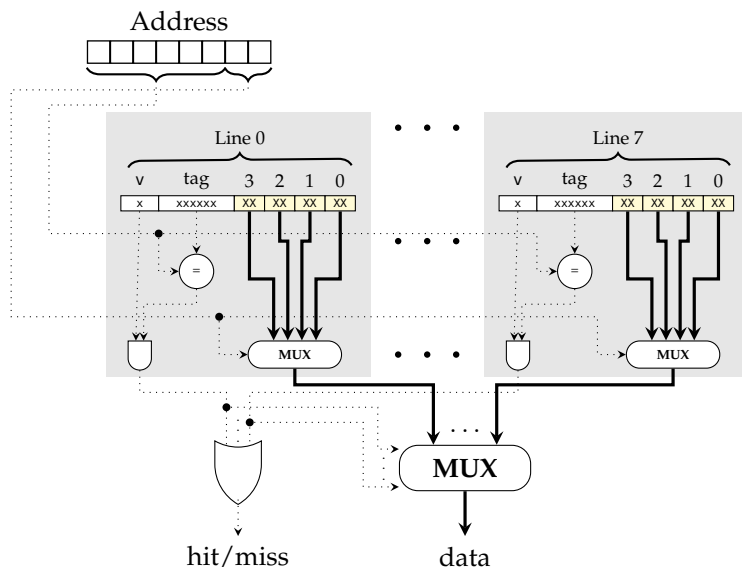 Address
Line 0
Line 7
v tag 3 2 1 0
v tag 3 2 1 0
x xxxxxx XX XX XX XX
x xxxxxx XX XX XX XX
=
=
MUX
MUX
MUX
hit/miss
data